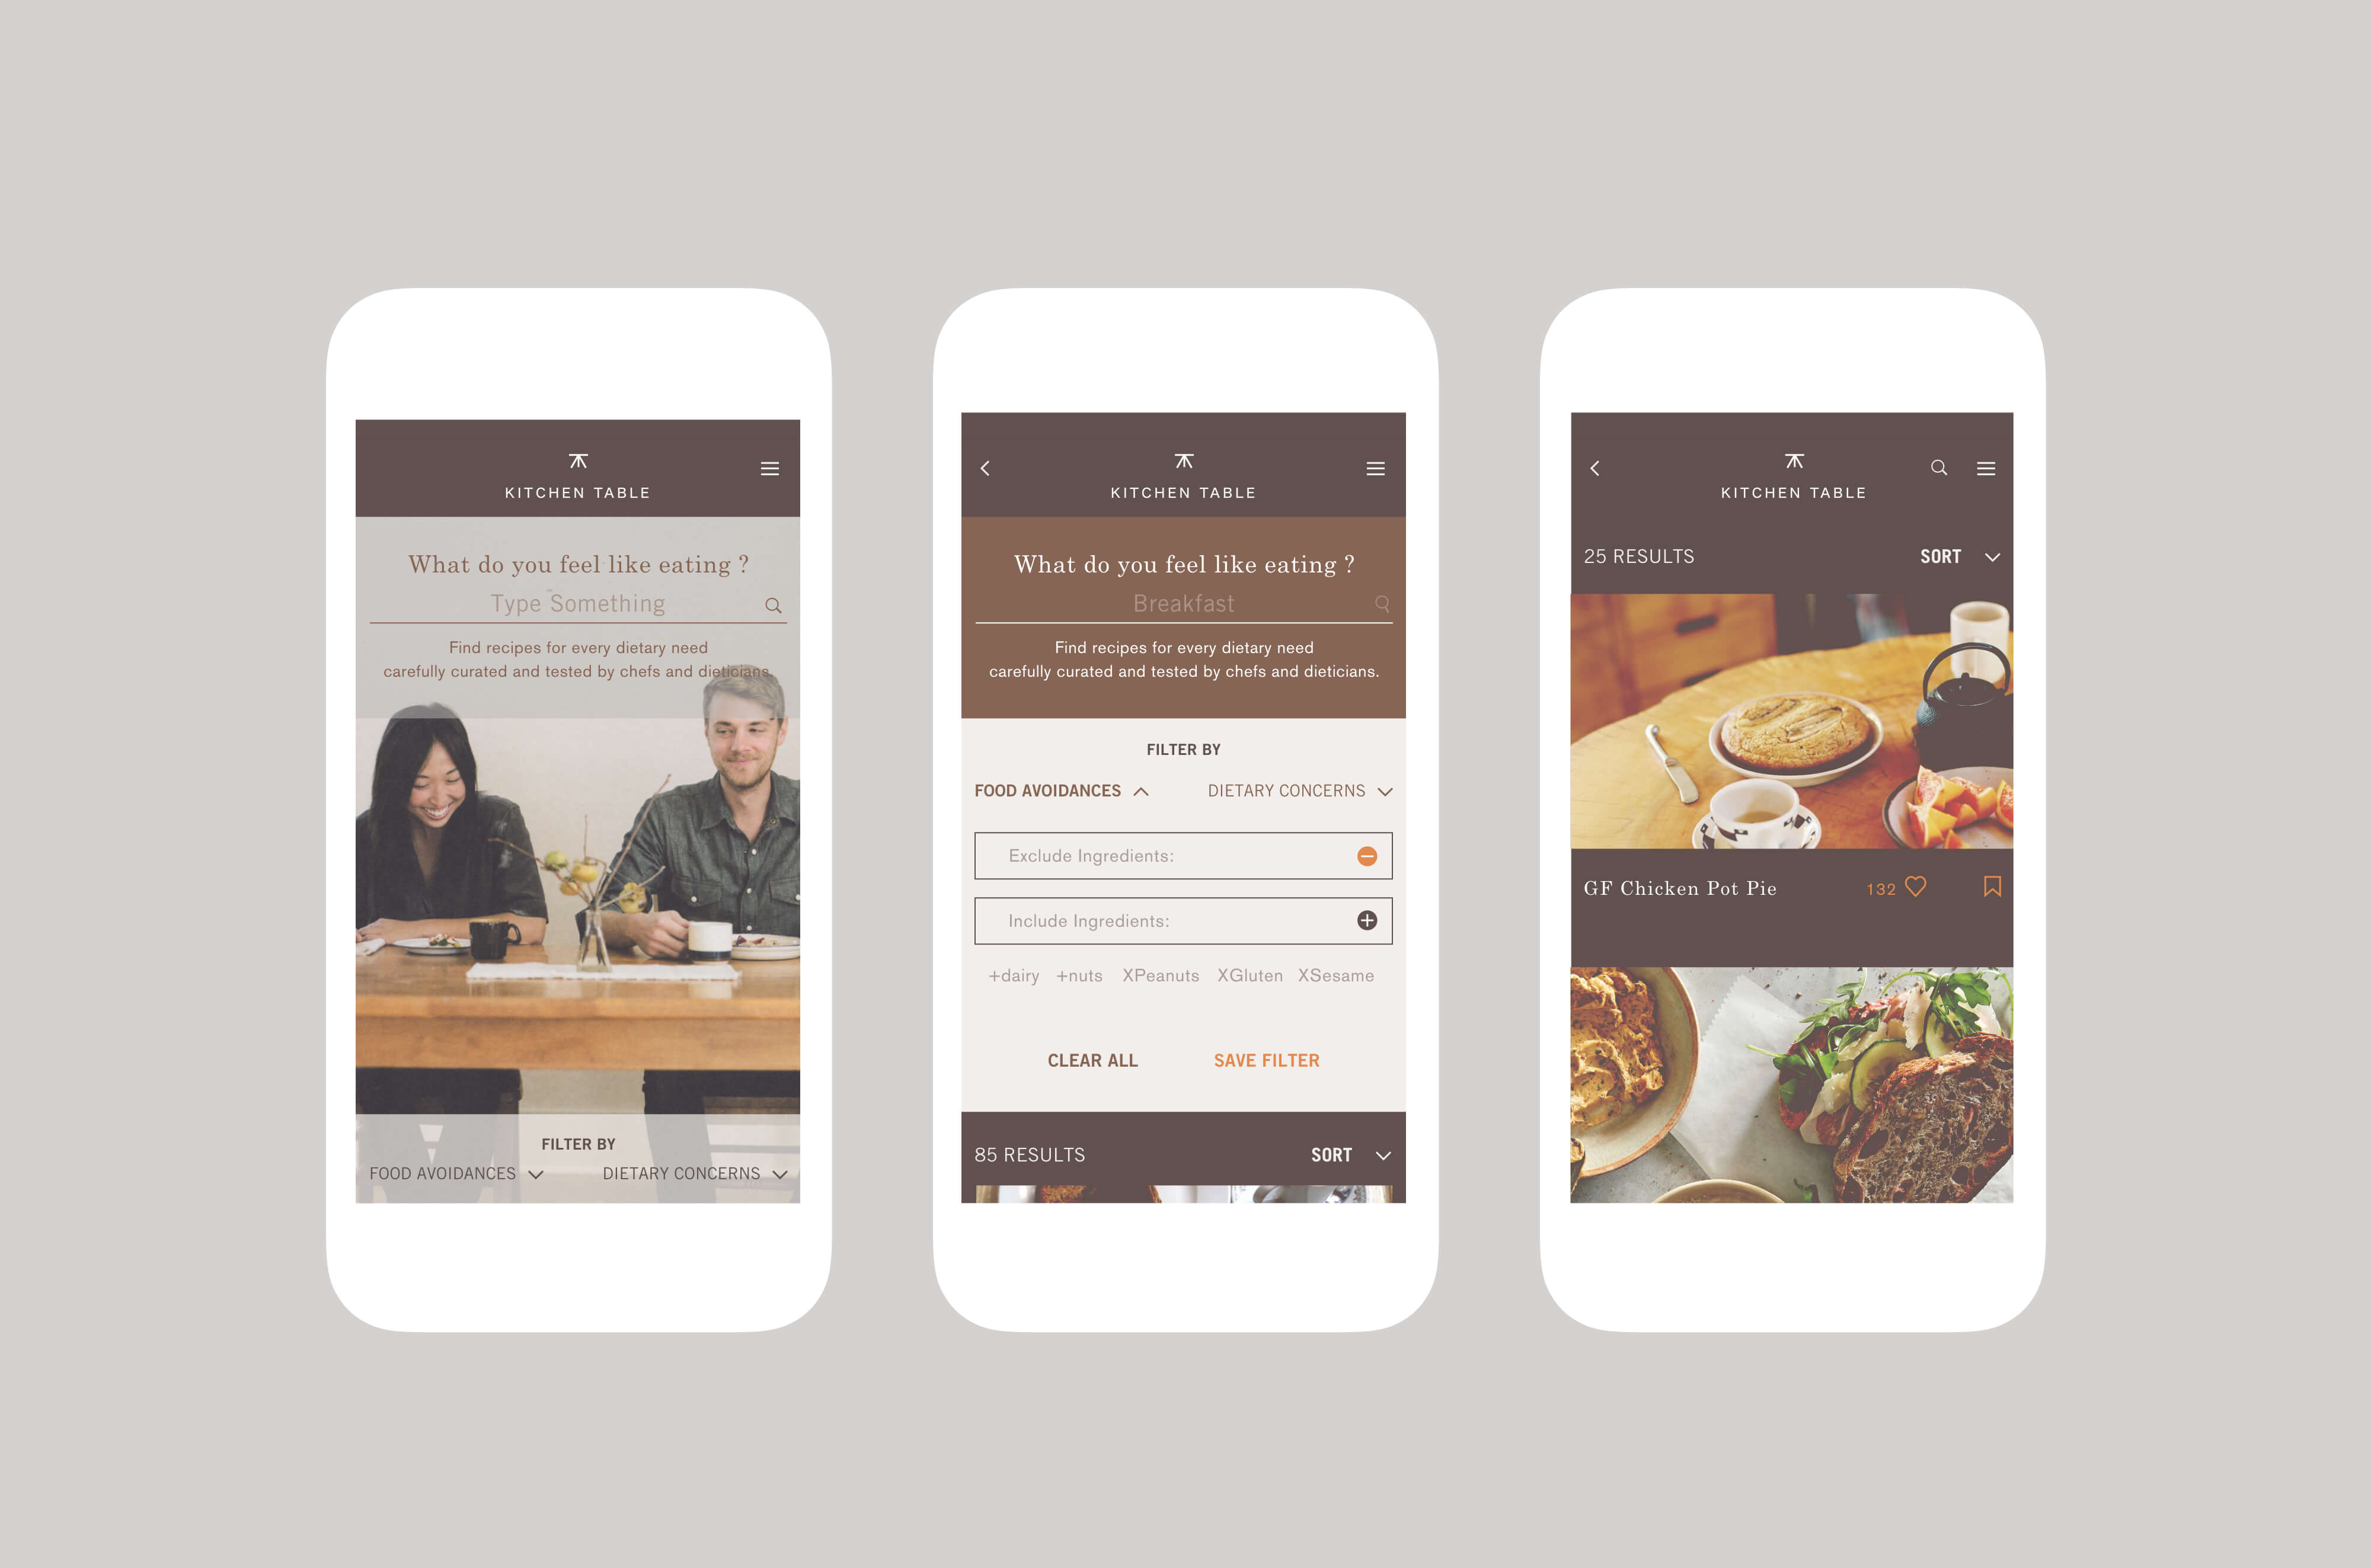 KITCHEN TABLE
What do you feel like eating ?
Type Something
Find recipes for every dietary need
carefully curated and tested by chefs and dieticians.
FILTER BY
FOOD AVOIDANCES DIETARY CONCERNS
KITCHEN TABLE
What do you feel like eating ?
Breakfast
Find recipes for every dietary need
carefully curated and tested by chefs and dieticians.
FILTER BY
FOOD AVOIDANCES DIETARY CONCERNS
Exclude Ingredients:
Include Ingredients:
+dairy +nuts XPeanuts XGluten XSesame
CLEAR ALL SAVE FILTER
85 RESULTS SORT
KITCHEN TABLE
25 RESULTS SORT
GF Chicken Pot Pie 132